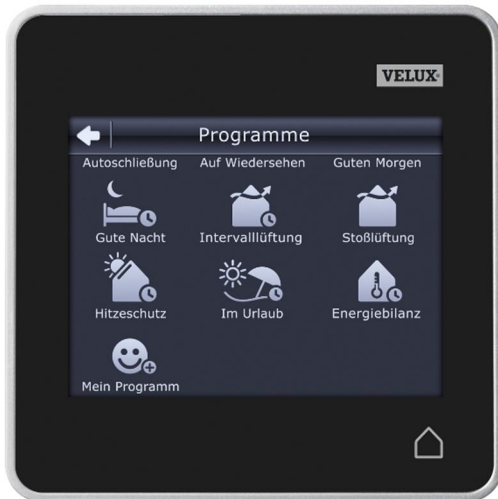 VELUX®
Programme
Autoschließung Auf Wiedersehen Guten Morgen
Gute Nacht Intervalllüftung Stoßlüftung
Hitzeschutz Im Urlaub Energiebilanz
Mein Programm